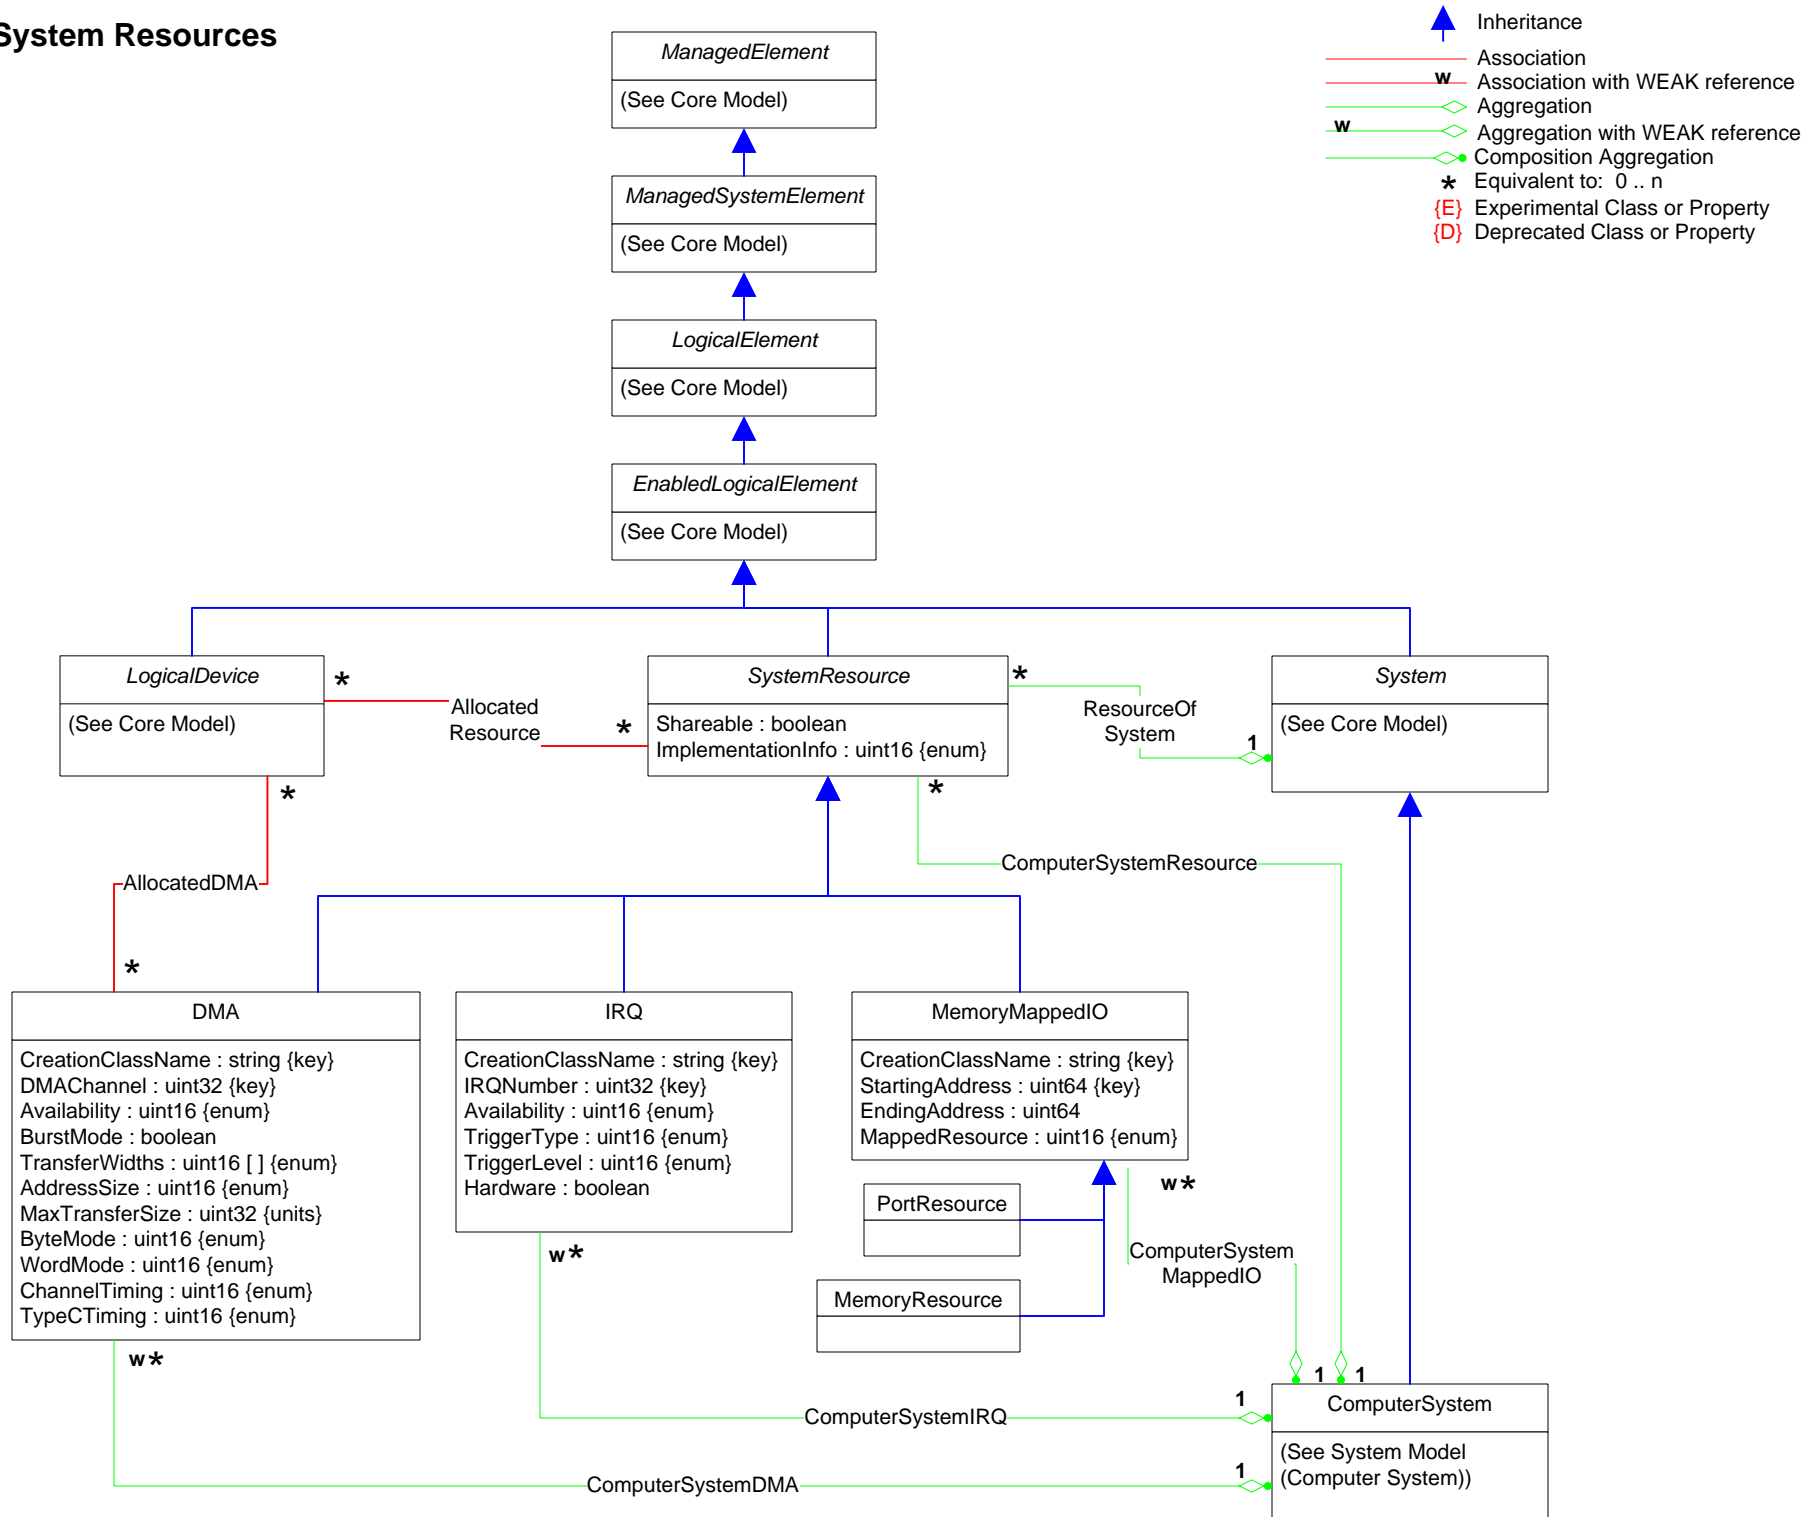 System Resources
Inheritance
Association
w
Association with WEAK reference
Aggregation
w
Aggregation with WEAK reference
Composition Aggregation
* Equivalent to: 0 .. n
{E} Experimental Class or Property
{D} Deprecated Class or Property
ManagedElement
(See Core Model)
ManagedSystemElement
(See Core Model)
LogicalElement
(See Core Model)
EnabledLogicalElement
(See Core Model)
LogicalDevice
(See Core Model)
*
Allocated
Resource
*
SystemResource
Shareable : boolean
ImplementationInfo : uint16 {enum}
*
ResourceOf
System
1
System
(See Core Model)
*
*
AllocatedDMA
*
ComputerSystemResource
DMA
CreationClassName : string {key}
DMAChannel : uint32 {key}
Availability : uint16 {enum}
BurstMode : boolean
TransferWidths : uint16 [ ] {enum}
AddressSize : uint16 {enum}
MaxTransferSize : uint32 {units}
ByteMode : uint16 {enum}
WordMode : uint16 {enum}
ChannelTiming : uint16 {enum}
TypeCTiming : uint16 {enum}
w*
IRQ
CreationClassName : string {key}
IRQNumber : uint32 {key}
Availability : uint16 {enum}
TriggerType : uint16 {enum}
TriggerLevel : uint16 {enum}
Hardware : boolean
w*
MemoryMappedIO
CreationClassName : string {key}
StartingAddress : uint64 {key}
EndingAddress : uint64
MappedResource : uint16 {enum}
w*
PortResource
MemoryResource
ComputerSystem
MappedIO
1
1
ComputerSystemIRQ
1
ComputerSystemDMA
1
ComputerSystem
(See System Model
(Computer System))